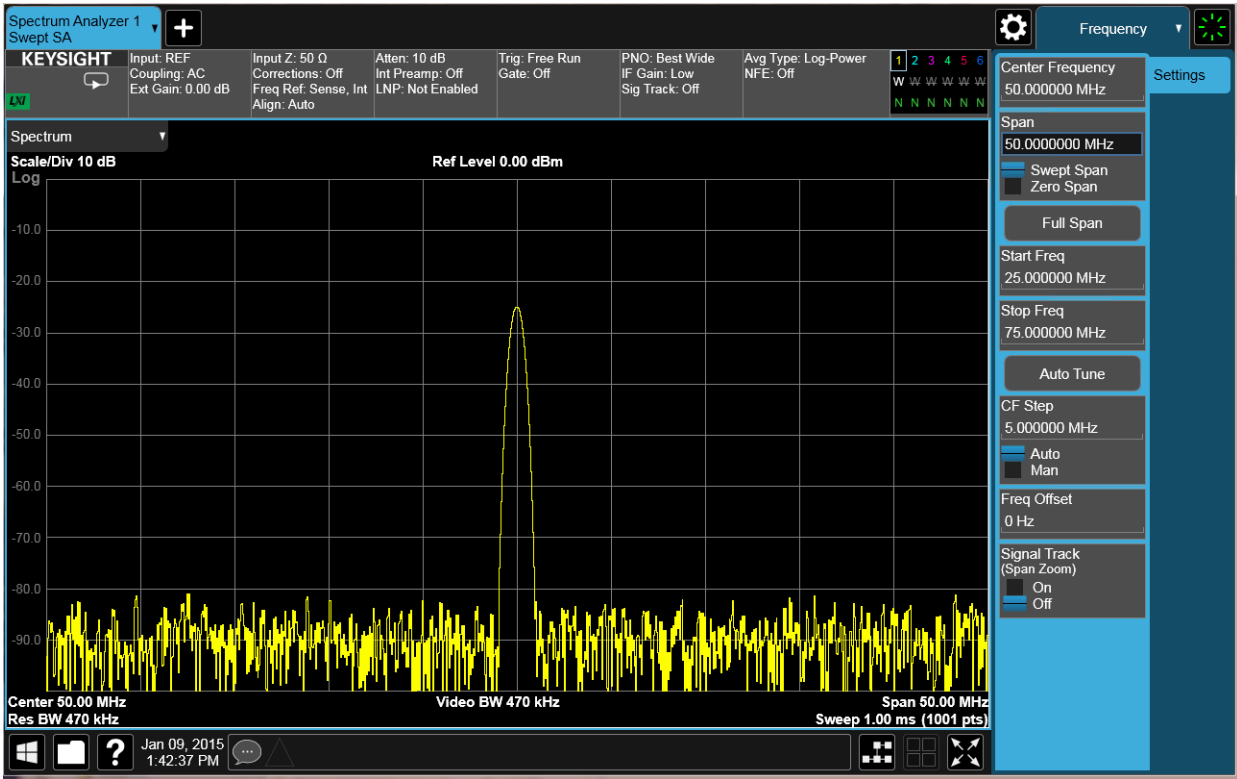 Spectrum Analyzer 1
Swept SA
Frequency
KEYSIGHT
LXI
Input: REF
Coupling: AC
Ext Gain: 0.00 dB
Input Z: 50 Ω
Corrections: Off
Freq Ref: Sense, Int
Align: Auto
Atten: 10 dB
Int Preamp: Off
LNP: Not Enabled
Trig: Free Run
Gate: Off
PNO: Best Wide
IF Gain: Low
Sig Track: Off
Avg Type: Log-Power
NFE: Off
1 2 3 4 5 6
W W W W W W
N N N N N N
Spectrum
Scale/Div 10 dB
Ref Level 0.00 dBm
Log
-10.0
-20.0
-30.0
-40.0
-50.0
-60.0
-70.0
-80.0
-90.0
Center 50.00 MHz
Video BW 470 kHz
Span 50.00 MHz
Res BW 470 kHz
Sweep 1.00 ms (1001 pts)
Center Frequency
50.000000 MHz
Settings
Span
50.0000000 MHz
Swept Span
Zero Span
Full Span
Start Freq
25.000000 MHz
Stop Freq
75.000000 MHz
Auto Tune
CF Step
5.000000 MHz
Auto
Man
Freq Offset
0 Hz
Signal Track
(Span Zoom)
On
Off
?
Jan 09, 2015
1:42:37 PM